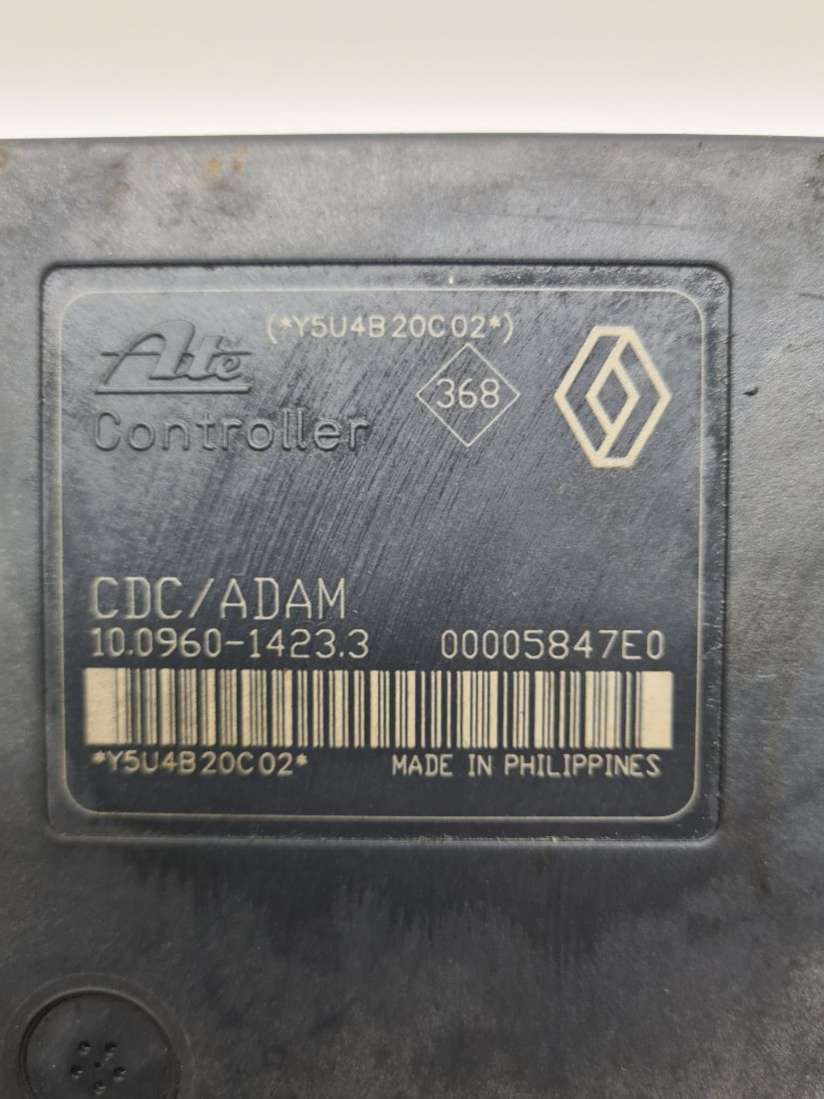 (*Y5U4B20C02*)
Ate
368
Controller
CDC/ADAM
10.0960-1423.3 00005847E0
*Y5U4B20C02* MADE IN PHILIPPINES